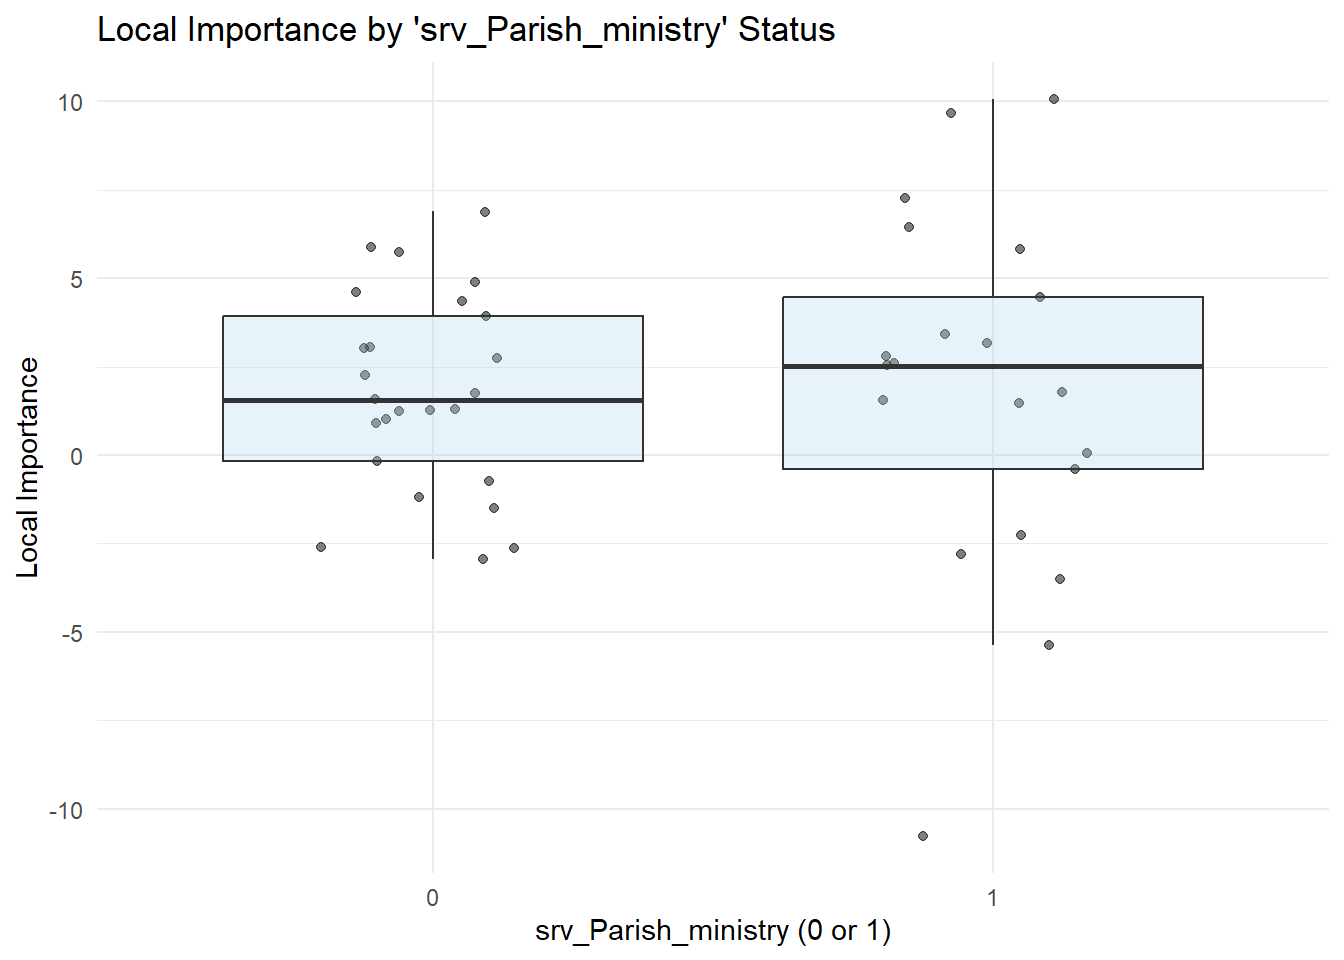 Local Importance by 'srv_Parish_ministry' Status
Local Importance
10
5
0
-5
-10
0
1
srv_Parish_ministry (0 or 1)